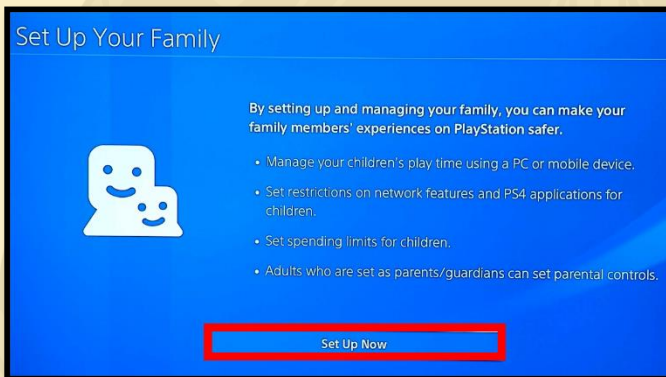 Set Up Your Family
By setting up and managing your family, you can make your
family members' experiences on PlayStation safer.
• Manage your children's play time using a PC or mobile device.
• Set restrictions on network features and PS4 applications for
children.
• Set spending limits for children.
• Adults who are set as parents/guardians can set parental controls.
Set Up Now